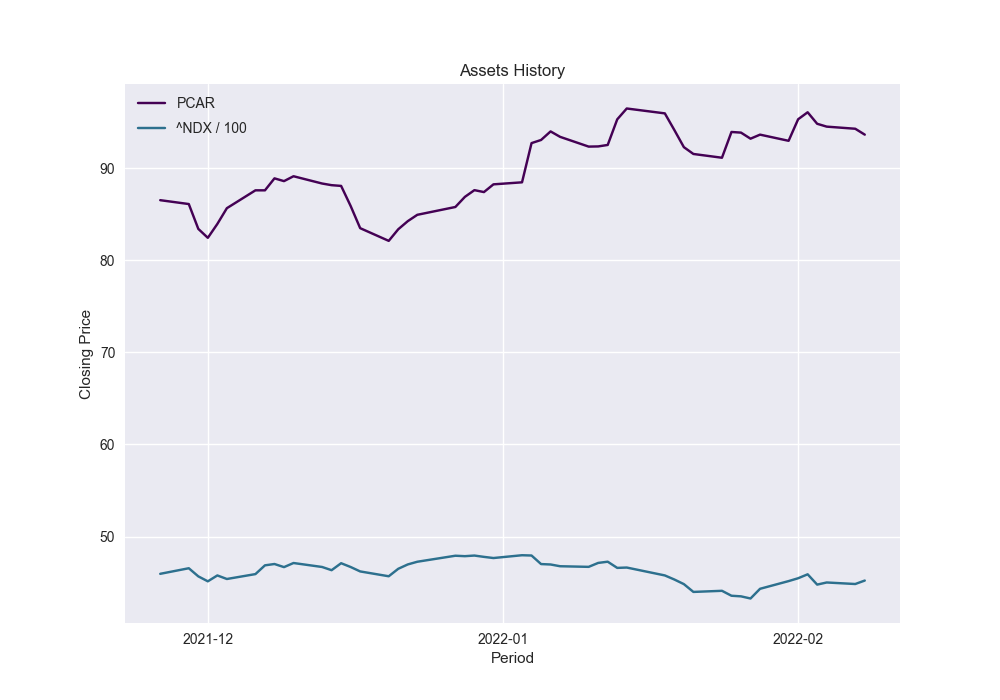 Assets History
PCAR
^NDX / 100
90
80
70
60
50
Closing Price
2021-12
2022-01
2022-02
Period